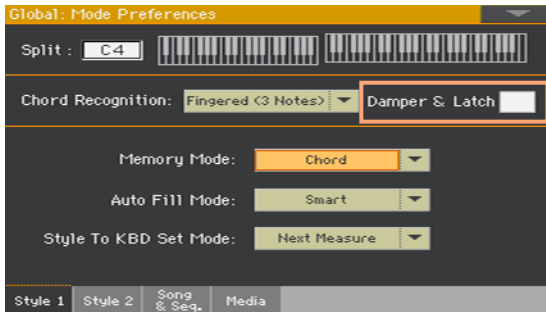 Global: Mode Preferences
Split : C4
Chord Recognition: Fingered (3 Notes) Damper & Latch
Memory Mode: Chord
Auto Fill Mode: Smart
Style To KBD Set Mode: Next Measure
Style 1 Style 2 Song & Seq. Media